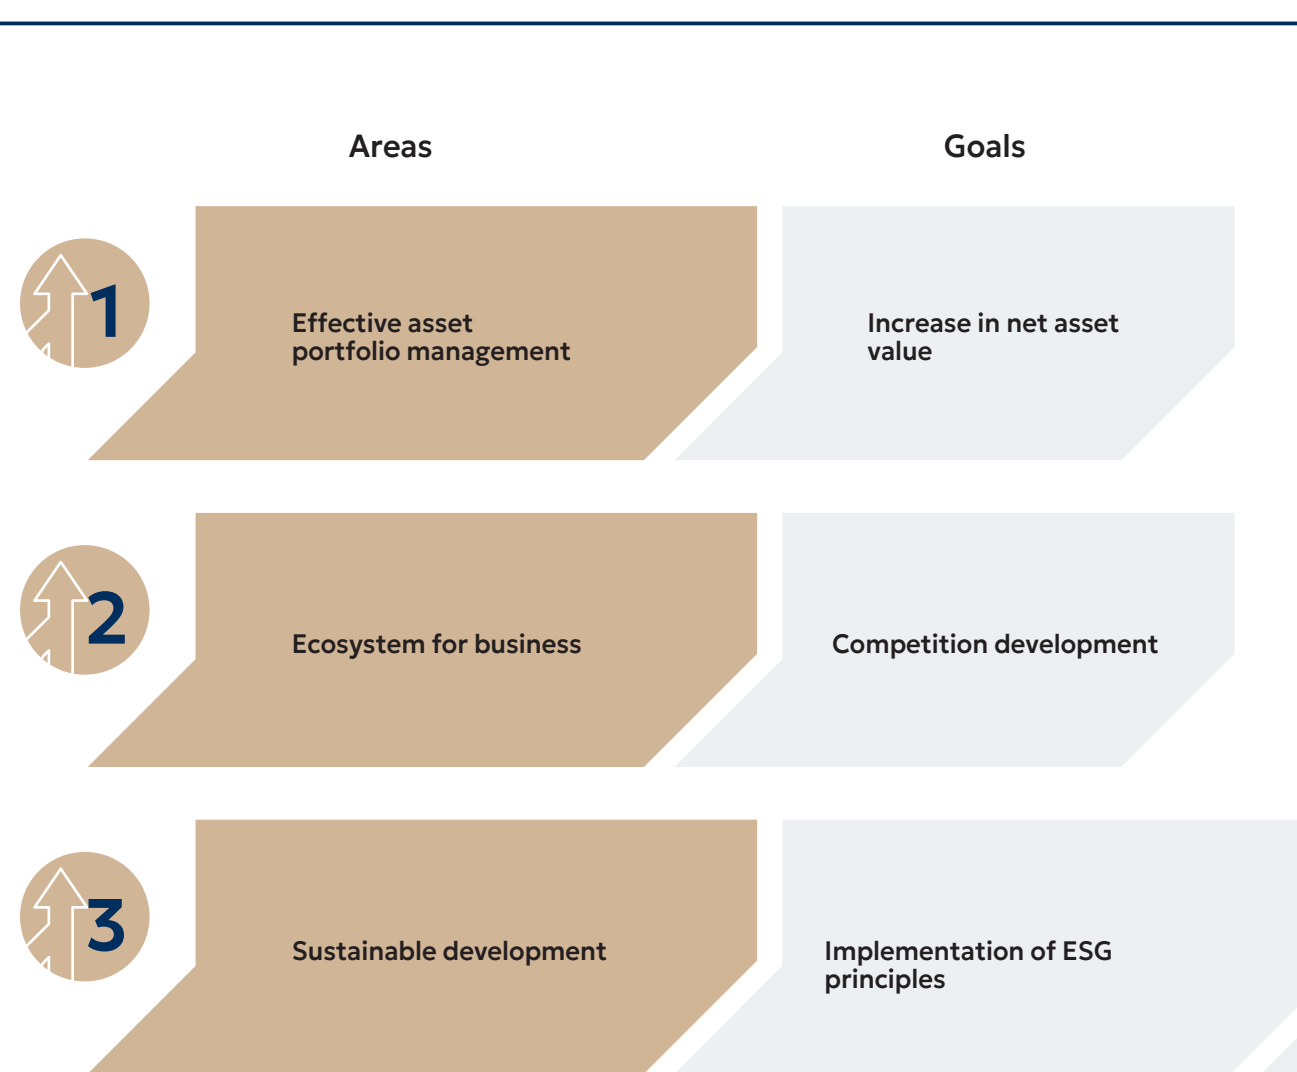 Areas
Goals
1
Effective asset
portfolio management
Increase in net asset
value
2
Ecosystem for business
Competition development
3
Sustainable development
Implementation of ESG
principles